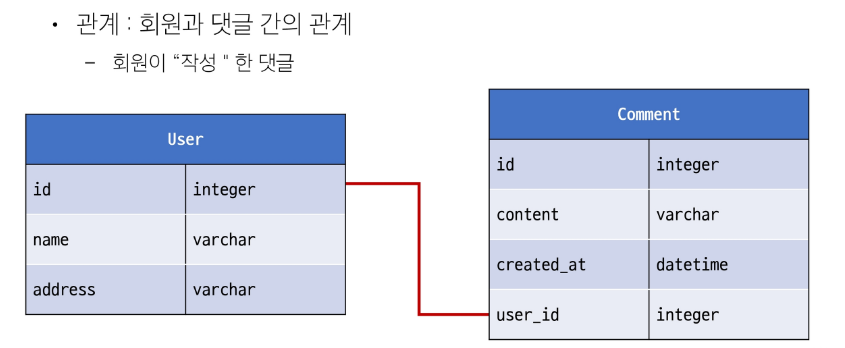 • 관계 : 회원과 댓글 간의 관계
– 회원이 “작성 " 한 댓글
User
id integer
name varchar
address varchar
Comment
id integer
content varchar
created_at datetime
user_id integer